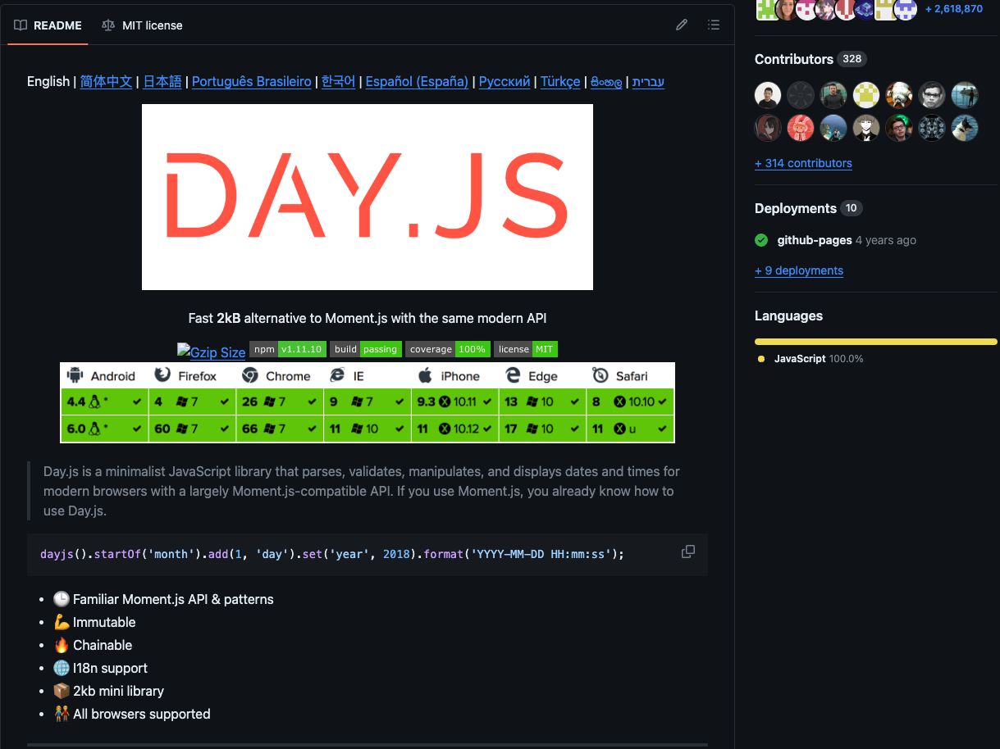 README MIT license
English | 简体中文 | 日本語 | Português Brasileiro | 한국어 | Español (España) | Русский | Türkçe | සිංහල | עברית
DAY.JS
Fast 2kB alternative to Moment.js with the same modern API
Gzip Size npm v1.11.10 build passing coverage 100% license MIT
Android Firefox Chrome IE iPhone Edge Safari
4.4 * ✔ 4 7 ✔ 26 7 ✔ 9 7 ✔ 9.3 X 10.11 ✔ 13 10 ✔ 8 X 10.10 ✔
6.0 * ✔ 60 7 ✔ 66 7 ✔ 11 10 ✔ 11 X 10.12 ✔ 17 10 ✔ 11 X u ✔
Day.js is a minimalist JavaScript library that parses, validates, manipulates, and displays dates and times for
modern browsers with a largely Moment.js-compatible API. If you use Moment.js, you already know how to
use Day.js.
dayjs().startOf('month').add(1, 'day').set('year', 2018).format('YYYY-MM-DD HH:mm:ss');
• 🕒 Familiar Moment.js API & patterns
• 💪 Immutable
• 🔥 Chainable
• 🌐 I18n support
• 📦 2kb mini library
• 👫 All browsers supported
+ 2,618,870
Contributors 328
+ 314 contributors
Deployments 10
github-pages 4 years ago
+ 9 deployments
Languages
JavaScript 100.0%